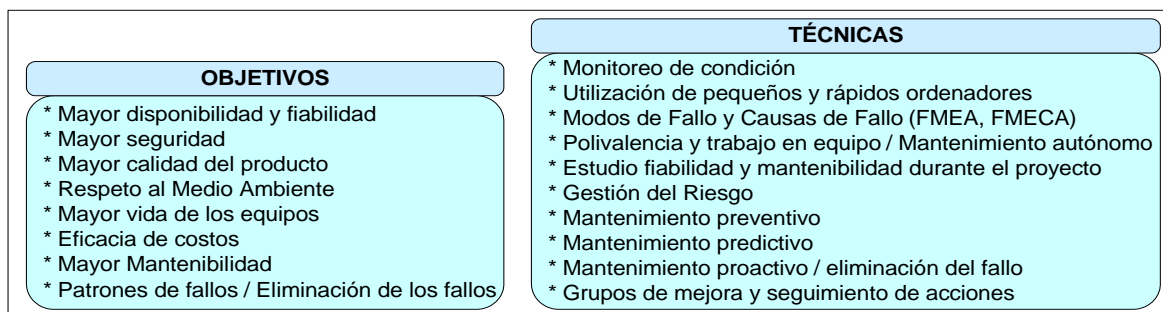 OBJETIVOS
* Mayor disponibilidad y fiabilidad
* Mayor seguridad
* Mayor calidad del producto
* Respeto al Medio Ambiente
* Mayor vida de los equipos
* Eficacia de costos
* Mayor Mantenibilidad
* Patrones de fallos / Eliminación de los fallos
TÉCNICAS
* Monitoreo de condición
* Utilización de pequeños y rápidos ordenadores
* Modos de Fallo y Causas de Fallo (FMEA, FMECA)
* Polivalencia y trabajo en equipo / Mantenimiento autónomo
* Estudio fiabilidad y mantenibilidad durante el proyecto
* Gestión del Riesgo
* Mantenimiento preventivo
* Mantenimiento predictivo
* Mantenimiento proactivo / eliminación del fallo
* Grupos de mejora y seguimiento de acciones